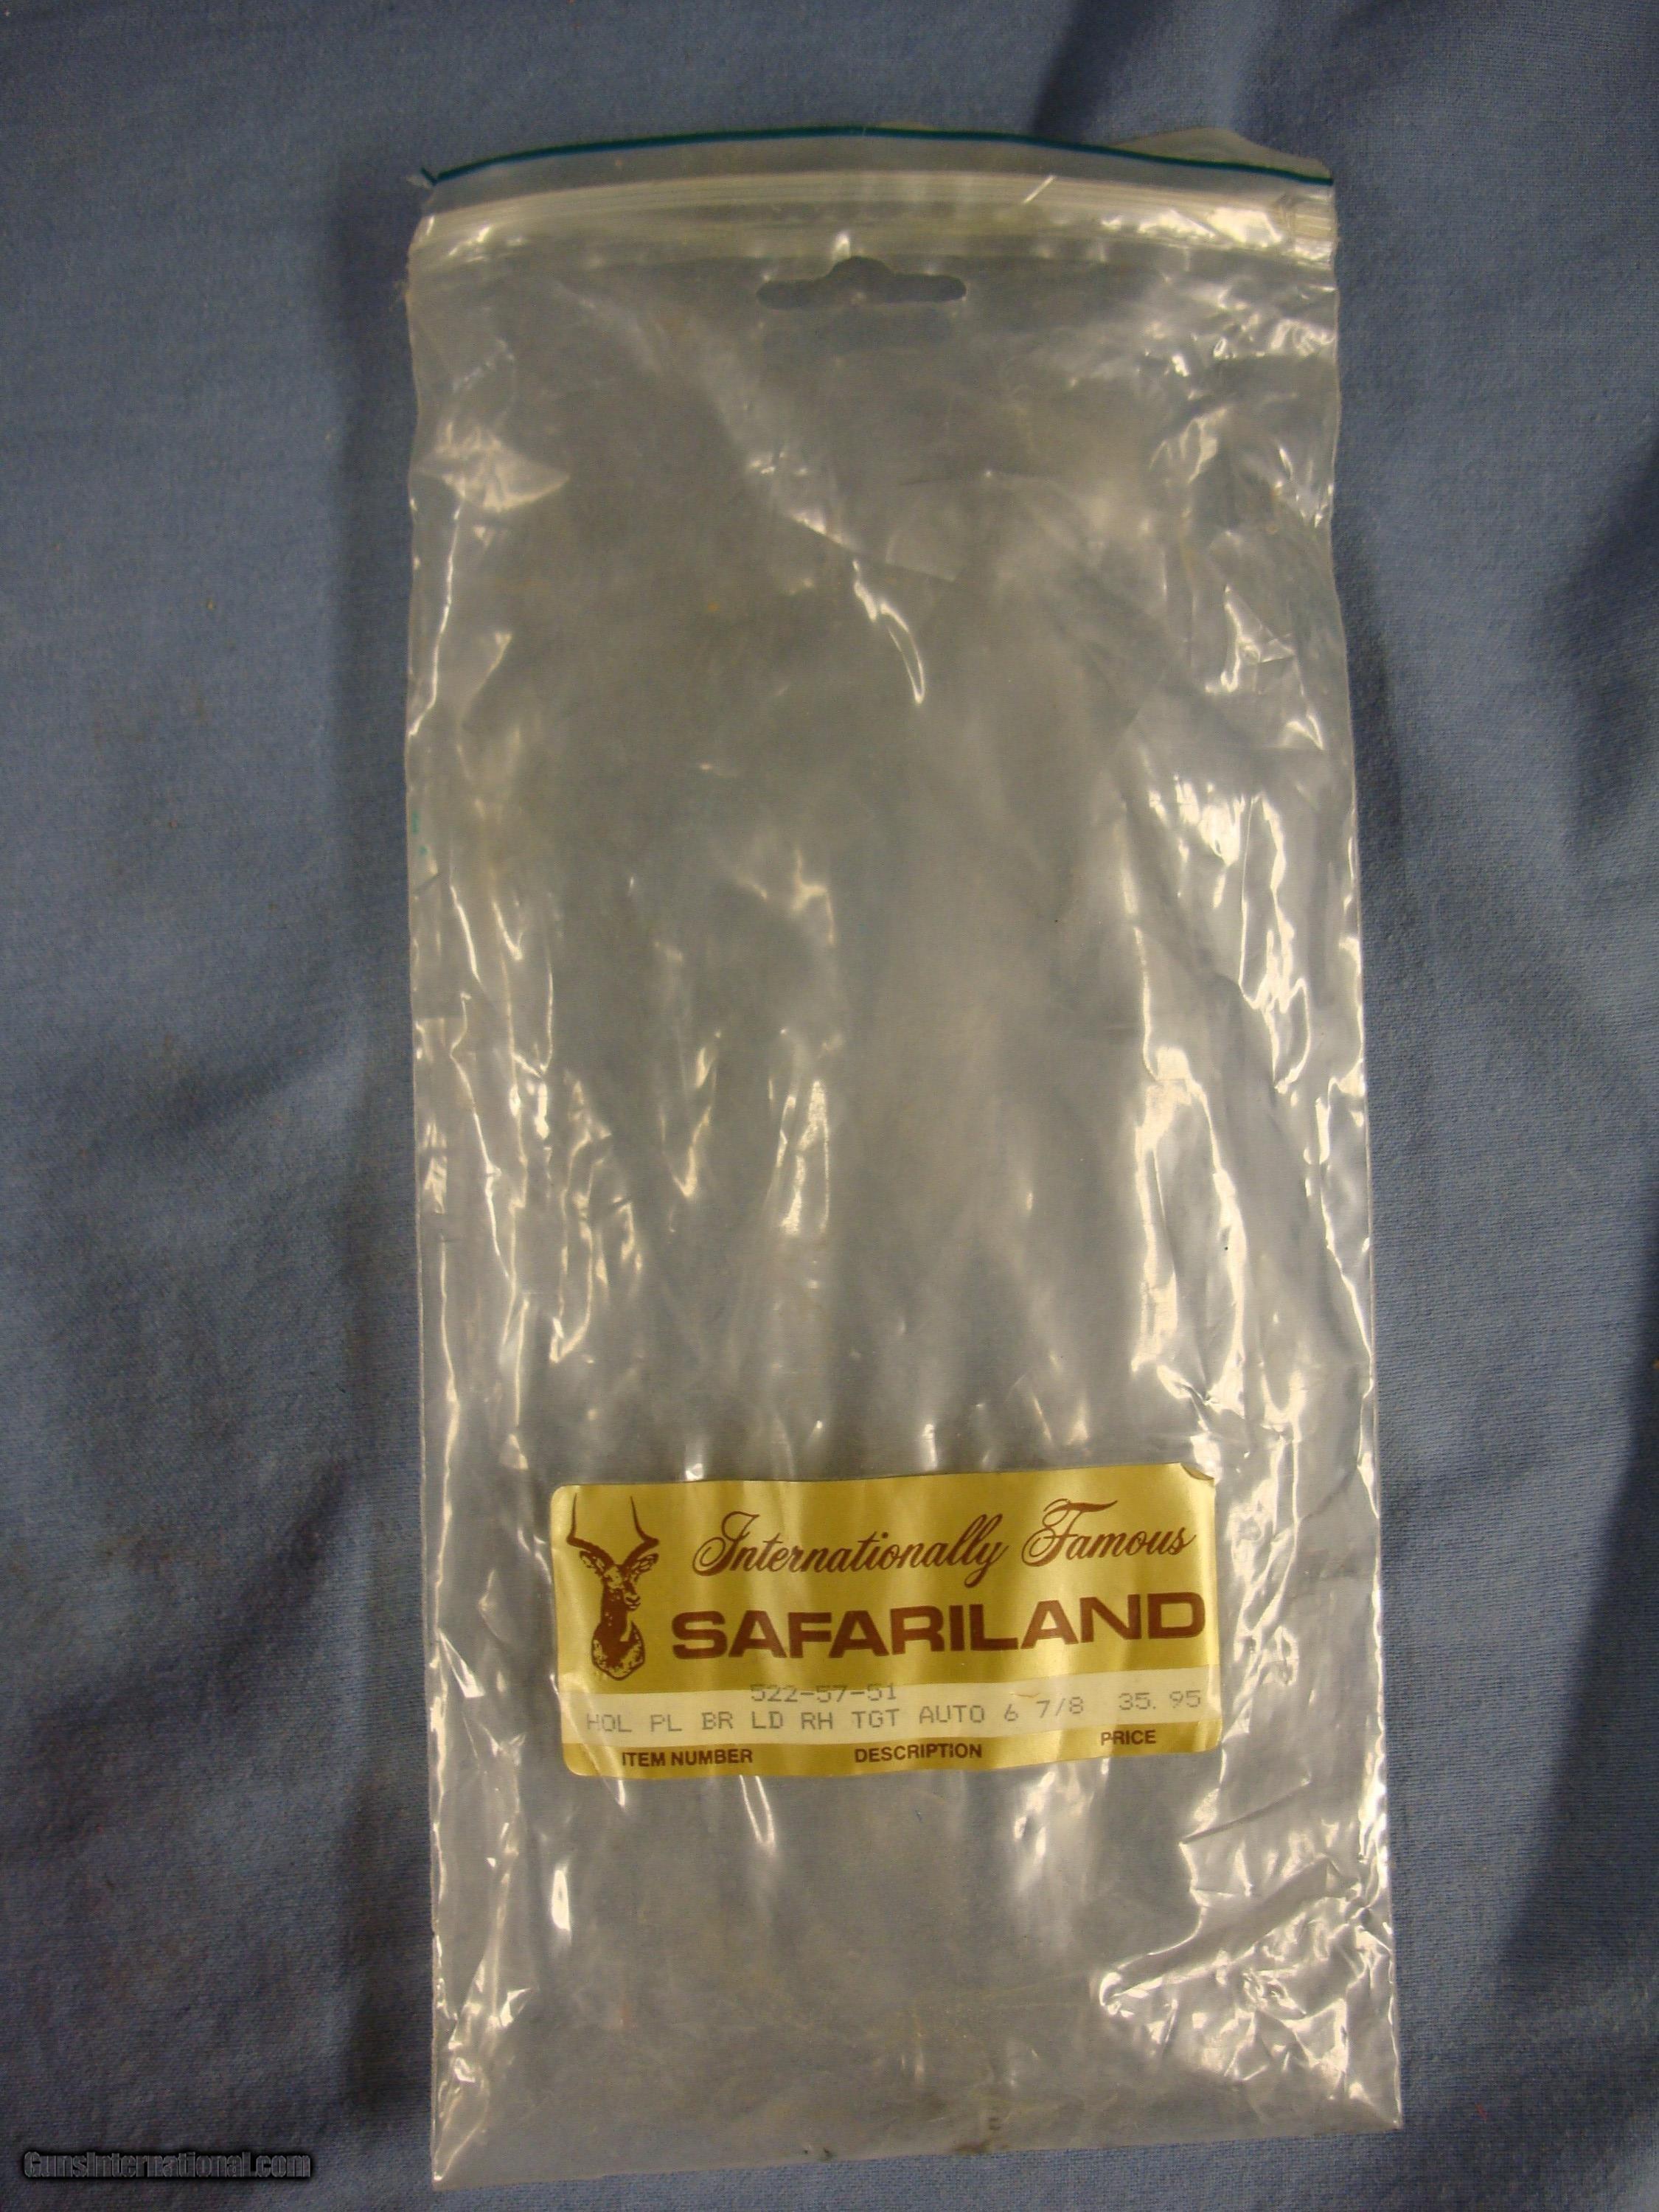 Internationally Famous
SAFARILAND
522-57-51
HOL PL BR LD RH TGT AUTO 6 7/8 35.95
ITEM NUMBER DESCRIPTION PRICE
GunsInternational.com